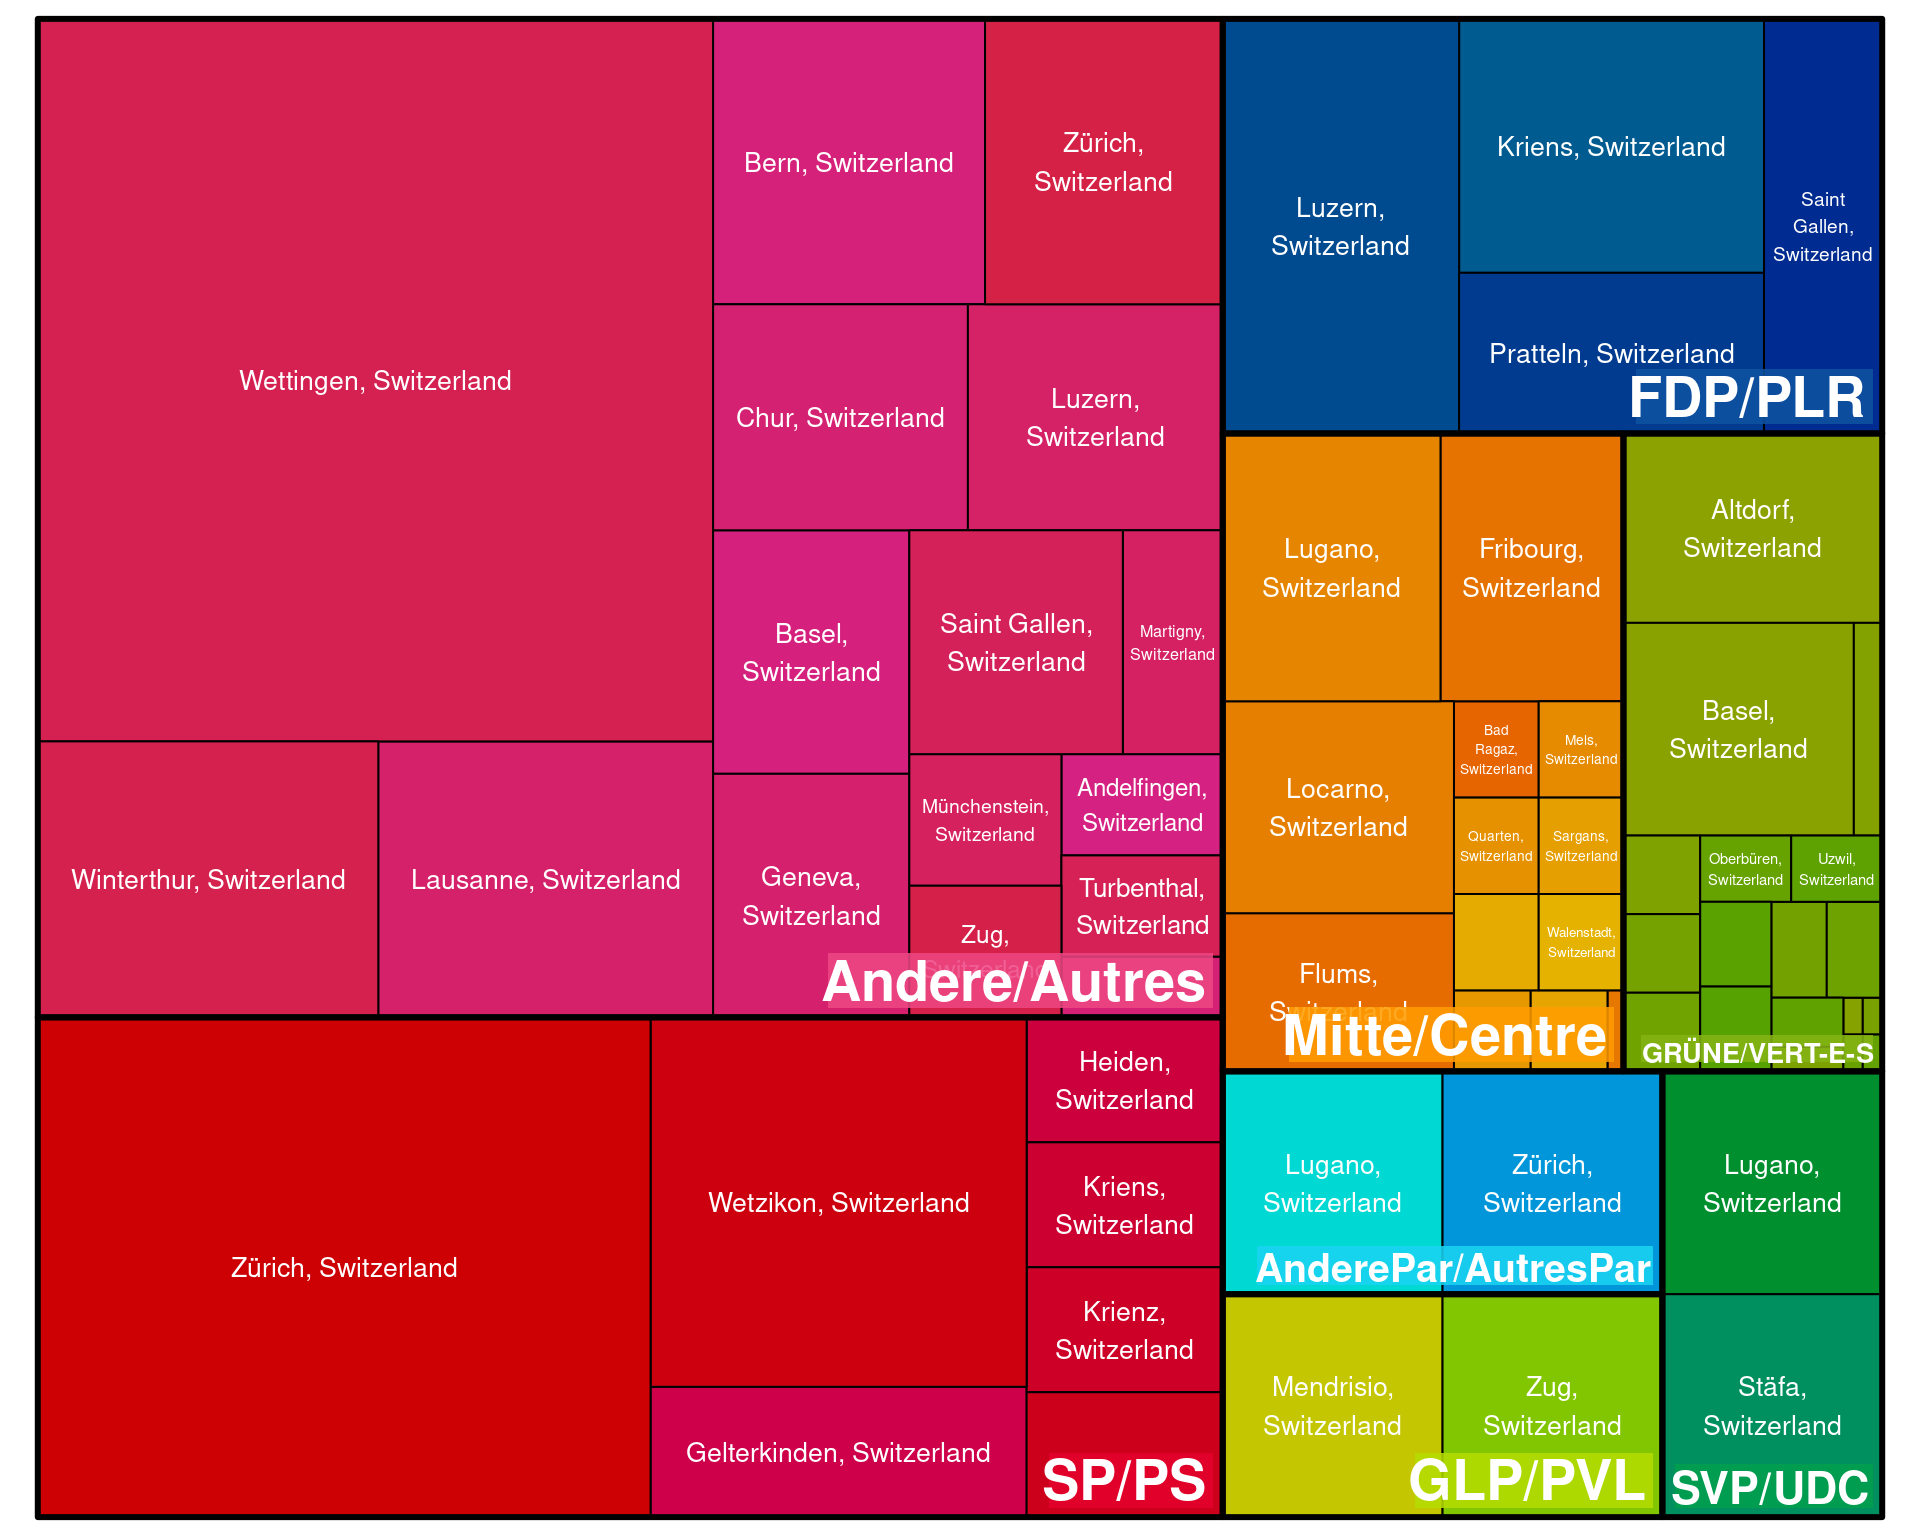 Wettingen, Switzerland
Bern, Switzerland
Zürich,
Switzerland
Chur, Switzerland
Luzern,
Switzerland
Basel,
Switzerland
Saint Gallen,
Switzerland
Martigny,
Switzerland
Münchenstein,
Switzerland
Andelfingen,
Switzerland
Winterthur, Switzerland
Lausanne, Switzerland
Geneva,
Switzerland
Turbenthal,
Switzerland
Zug,
Switzerland
Andere/Autres
Luzern,
Switzerland
Kriens, Switzerland
Saint
Gallen,
Switzerland
Pratteln, Switzerland
FDP/PLR
Lugano,
Switzerland
Fribourg,
Switzerland
Locarno,
Switzerland
Bad
Ragaz,
Switzerland
Mels,
Switzerland
Quarten,
Switzerland
Sargans,
Switzerland
Walenstadt,
Switzerland
Flums,
Switzerland
Mitte/Centre
Altdorf,
Switzerland
Basel,
Switzerland
Oberbüren,
Switzerland
Uzwil,
Switzerland
GRÜNE/VERT-E-S
Zürich, Switzerland
Wetzikon, Switzerland
Heiden,
Switzerland
Kriens,
Switzerland
Krienz,
Switzerland
Gelterkinden, Switzerland
SP/PS
Lugano,
Switzerland
Zürich,
Switzerland
AnderePar/AutresPar
Lugano,
Switzerland
Mendrisio,
Switzerland
Zug,
Switzerland
GLP/PVL
Stäfa,
Switzerland
SVP/UDC